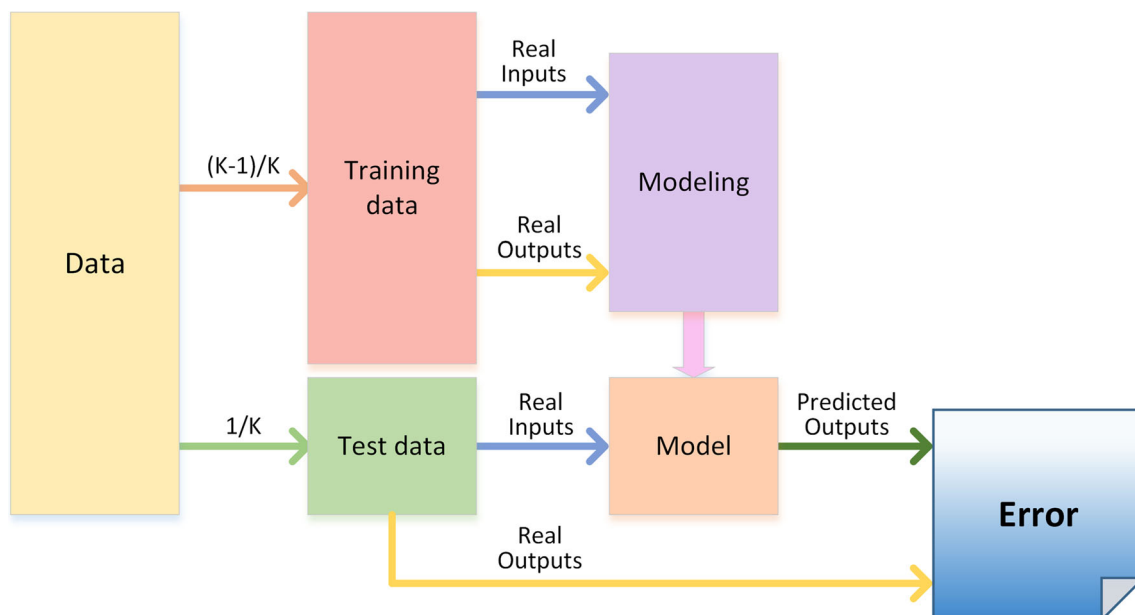 Data
(K-1)/K
1/K
Training
data
Test data
Real
Inputs
Real
Outputs
Real
Inputs
Real
Outputs
Modeling
Model
Predicted
Outputs
Error